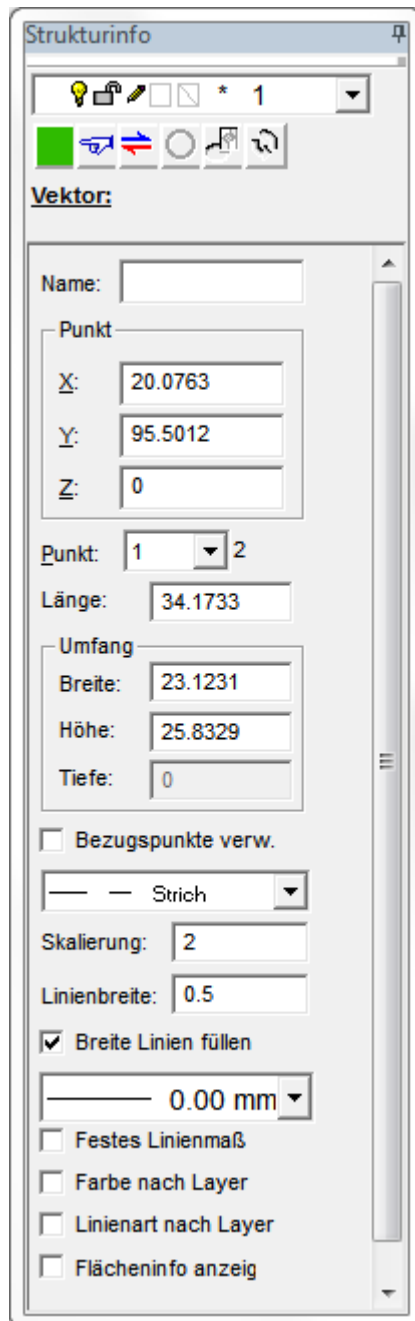 Strukturinfo
* 1
Vektor:
Name:
Punkt
X: 20.0763
Y: 95.5012
Z: 0
Punkt: 1 2
Länge: 34.1733
Umfang
Breite: 23.1231
Höhe: 25.8329
Tiefe: 0
Bezugspunkte verw.
Strich
Skalierung: 2
Linienbreite: 0.5
Breite Linien füllen
0.00 mm
Festes Linienmaß
Farbe nach Layer
Linienart nach Layer
Flächeninfo anzeig